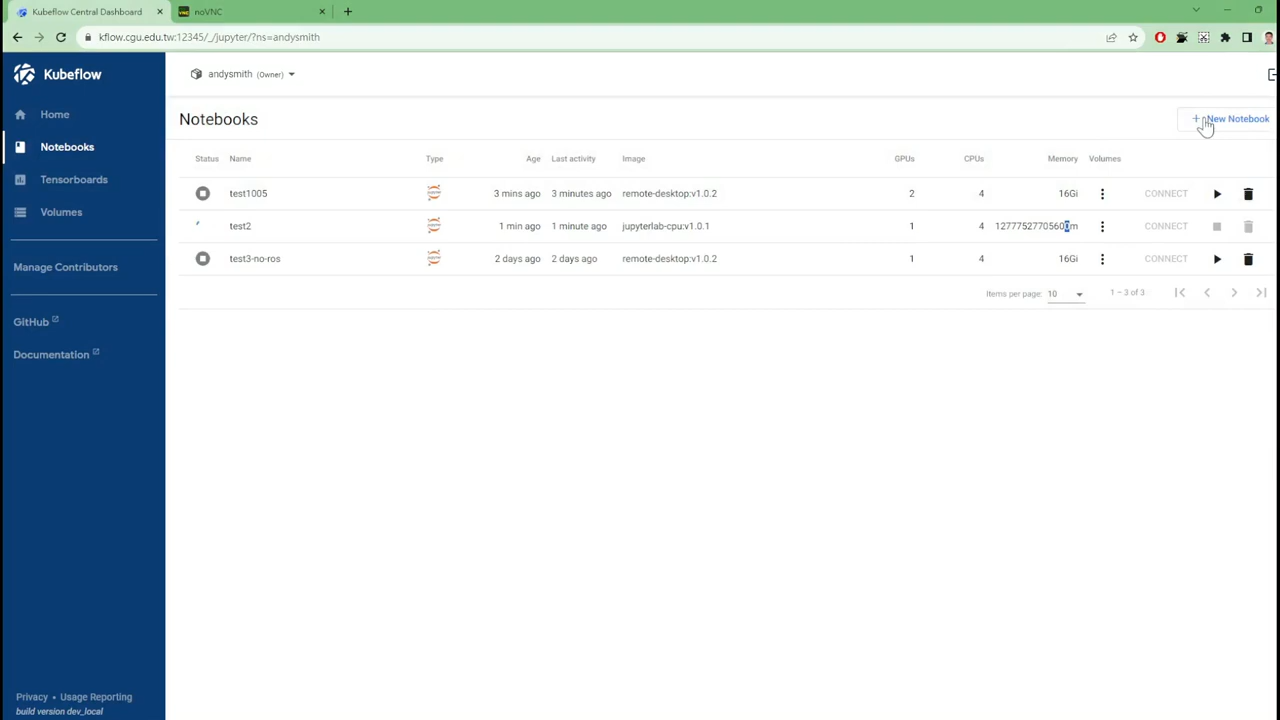 Kubeflow Central Dashboard
noVNC
kflow.cgu.edu.tw:12345/_/jupyter/?ns=andysmith
Kubeflow
andysmith (Owner)
Home
Notebooks
Tensorboards
Volumes
Manage Contributors
GitHub
Documentation
Privacy • Usage Reporting
build version dev_local
Notebooks
+ New Notebook
Status Name Type Age Last activity Image GPUs CPUs Memory Volumes
test1005 3 mins ago 3 minutes ago remote-desktop:v1.0.2 2 4 16Gi CONNECT
test2 1 min ago 1 minute ago jupyterlab-cpu:v1.0.1 1 4 12777527705600m CONNECT
test3-no-ros 2 days ago 2 days ago remote-desktop:v1.0.2 1 4 16Gi CONNECT
Items per page: 10 1 – 3 of 3